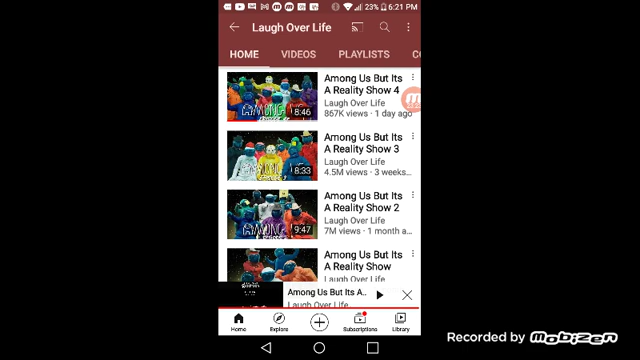 23% 6:21 PM
Laugh Over Life
HOME VIDEOS PLAYLISTS
Among Us But Its
A Reality Show 4
Laugh Over Life
867K views · 1 day ago
8:46
Among Us But Its
A Reality Show 3
Laugh Over Life
4.5M views · 3 weeks...
8:33
Among Us But Its
A Reality Show 2
Laugh Over Life
7M views · 1 month a...
9:47
Among Us But Its
A Reality Show
Among Us But Its A..
Laugh Over Life
Home Explore Subscriptions Library
Recorded by Mobizen